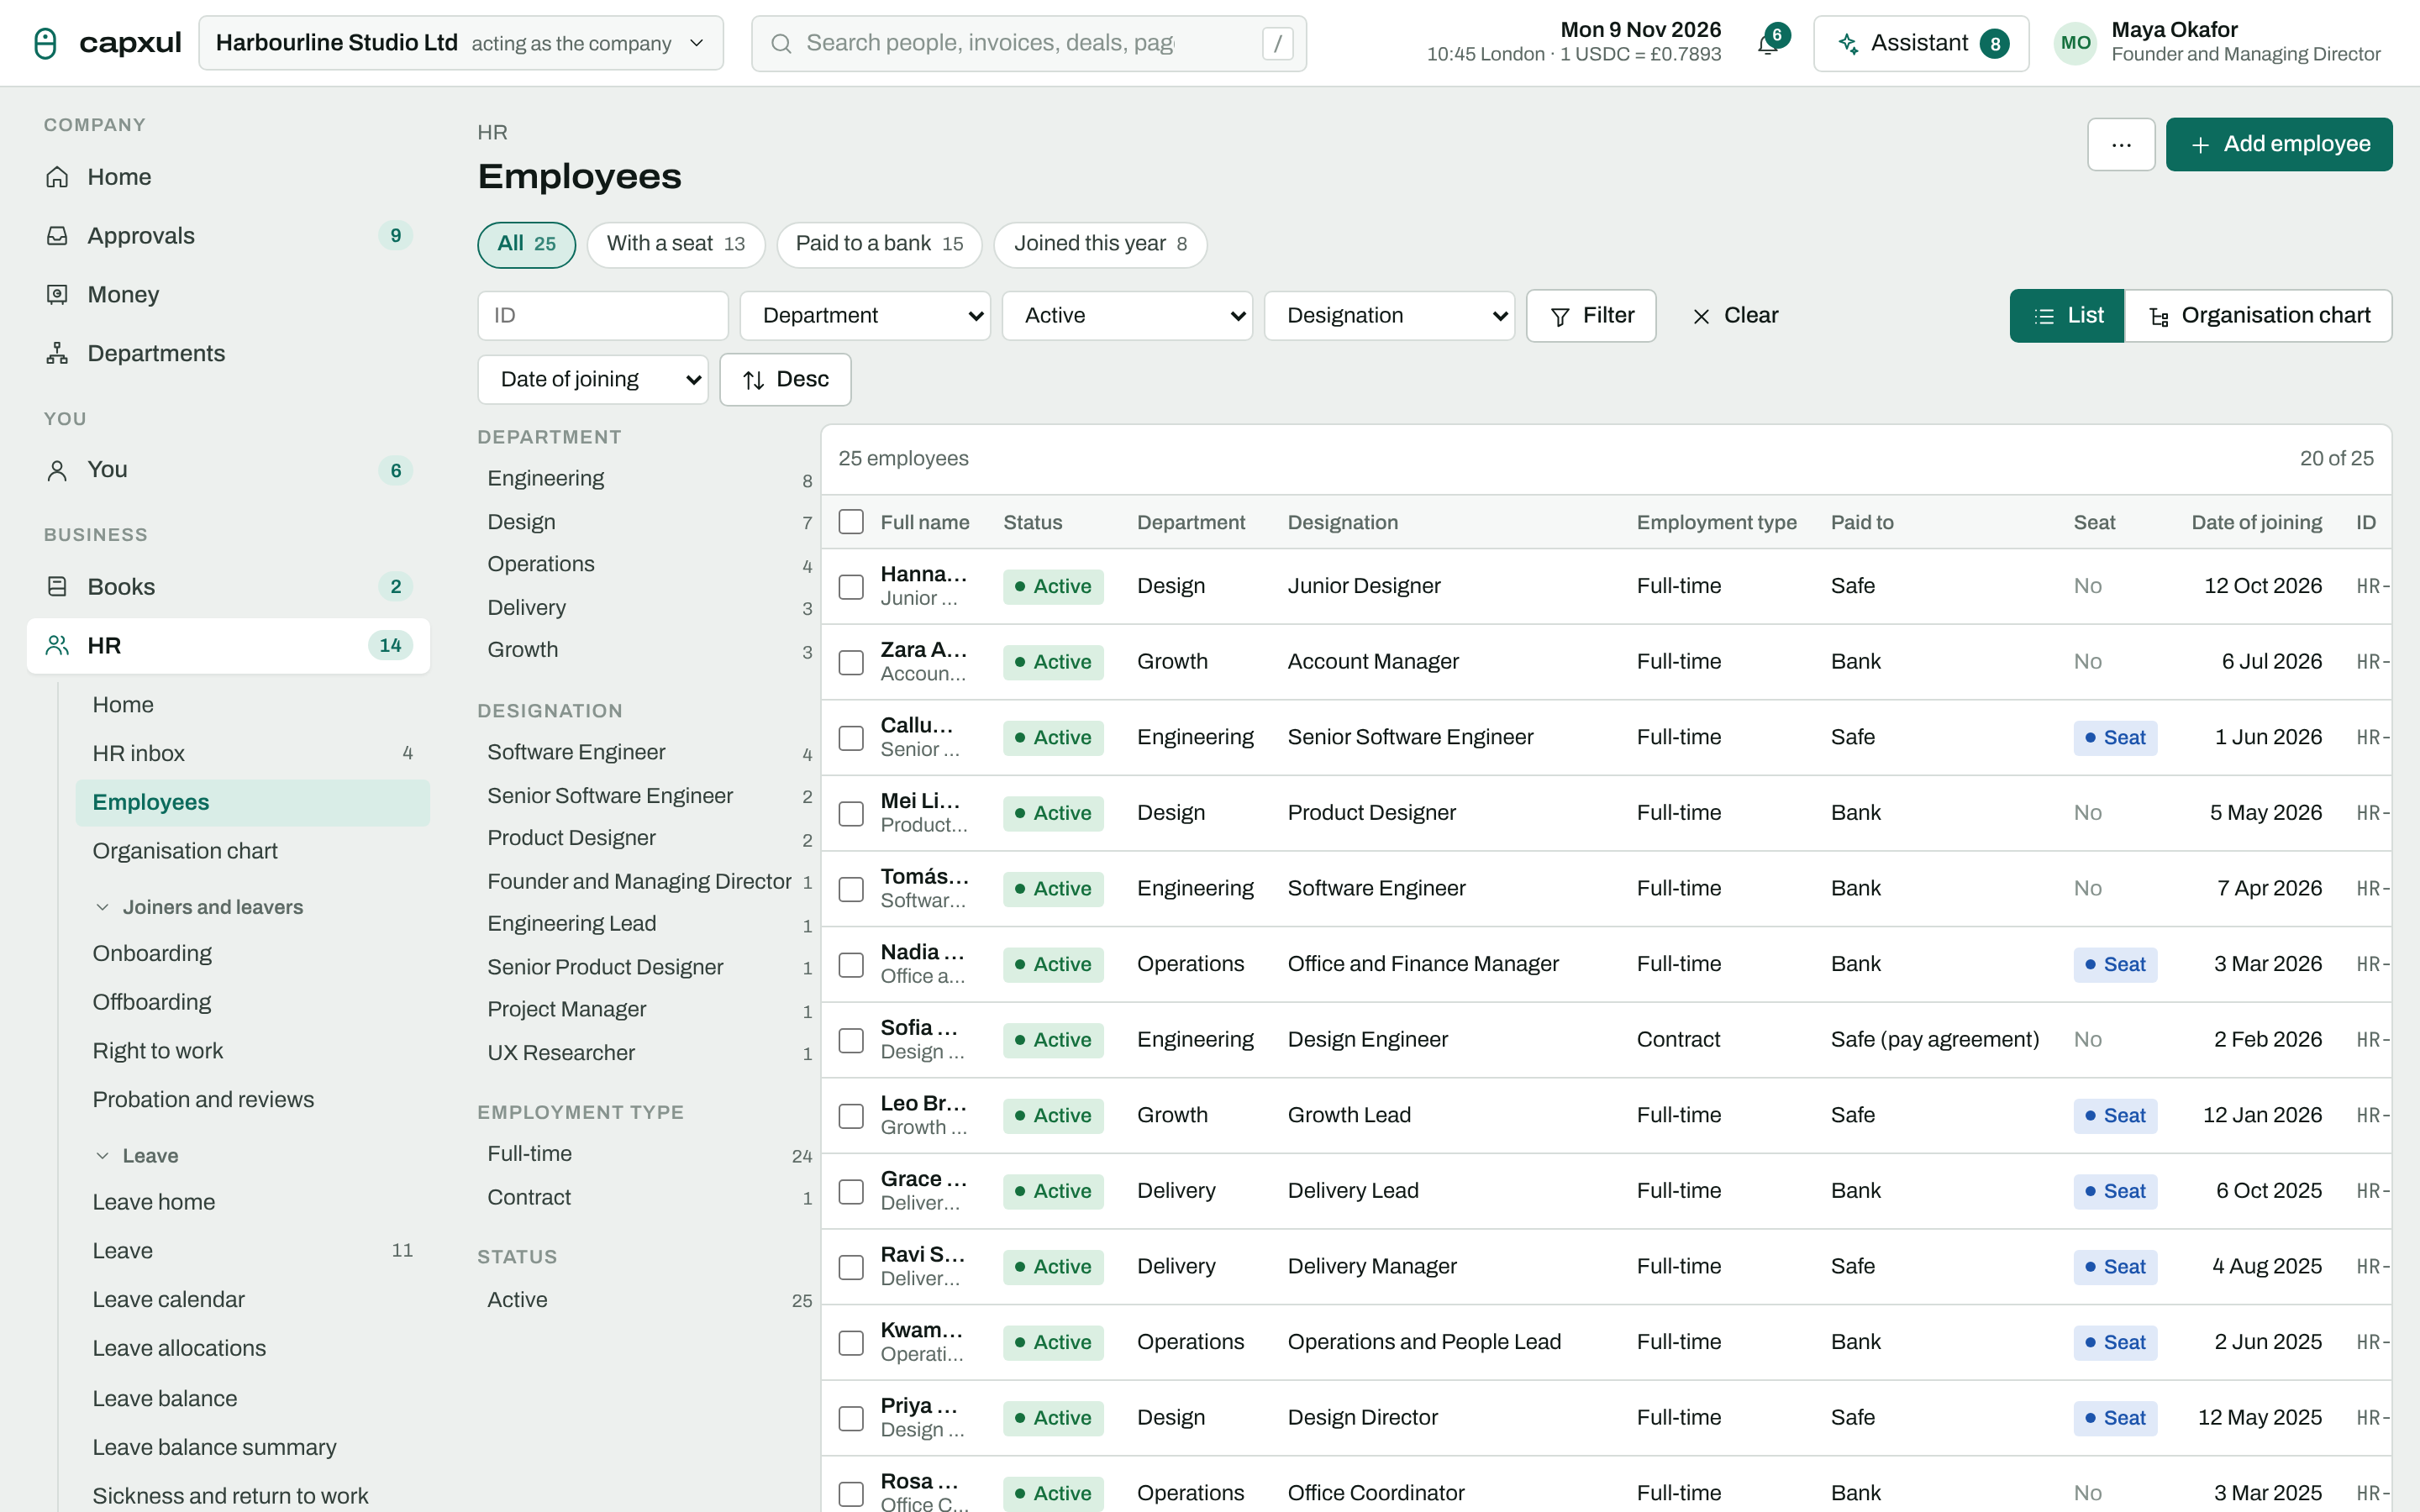 capxul
Harbourline Studio Ltd acting as the company
Search people, invoices, deals, pag
/
Mon 9 Nov 2026
10:45 London · 1 USDC = £0.7893
6
Assistant 8
MO
Maya Okafor
Founder and Managing Director
COMPANY
Home
Approvals 9
Money
Departments
YOU
You 6
BUSINESS
Books 2
HR 14
Home
HR inbox 4
Employees
Organisation chart
Joiners and leavers
Onboarding
Offboarding
Right to work
Probation and reviews
Leave
Leave home
Leave 11
Leave calendar
Leave allocations
Leave balance
Leave balance summary
Sickness and return to work
HR
Employees
...
+ Add employee
All 25
With a seat 13
Paid to a bank 15
Joined this year 8
ID
Department
Active
Designation
Filter
Clear
List
Organisation chart
Date of joining
Desc
DEPARTMENT
Engineering 8
Design 7
Operations 4
Delivery 3
Growth 3
DESIGNATION
Software Engineer 4
Senior Software Engineer 2
Product Designer 2
Founder and Managing Director 1
Engineering Lead 1
Senior Product Designer 1
Project Manager 1
UX Researcher 1
EMPLOYMENT TYPE
Full-time 24
Contract 1
STATUS
Active 25
25 employees
20 of 25
Full name Status Department Designation Employment type Paid to Seat Date of joining ID
Hanna... Active Design Junior Designer Full-time Safe No 12 Oct 2026 HR-
Junior ...
Zara A... Active Growth Account Manager Full-time Bank No 6 Jul 2026 HR-
Accoun...
Callu... Active Engineering Senior Software Engineer Full-time Safe Seat 1 Jun 2026 HR-
Senior ...
Mei Li... Active Design Product Designer Full-time Bank No 5 May 2026 HR-
Product...
Tomás... Active Engineering Software Engineer Full-time Bank No 7 Apr 2026 HR-
Softwar...
Nadia ... Active Operations Office and Finance Manager Full-time Bank Seat 3 Mar 2026 HR-
Office a...
Sofia ... Active Engineering Design Engineer Contract Safe (pay agreement) No 2 Feb 2026 HR-
Design ...
Leo Br... Active Growth Growth Lead Full-time Safe Seat 12 Jan 2026 HR-
Growth ...
Grace ... Active Delivery Delivery Lead Full-time Bank Seat 6 Oct 2025 HR-
Deliver...
Ravi S... Active Delivery Delivery Manager Full-time Safe Seat 4 Aug 2025 HR-
Deliver...
Kwam... Active Operations Operations and People Lead Full-time Bank Seat 2 Jun 2025 HR-
Operati...
Priya ... Active Design Design Director Full-time Safe Seat 12 May 2025 HR-
Design ...
Rosa ... Active Operations Office Coordinator Full-time Bank No 3 Mar 2025 HR-
Office C...